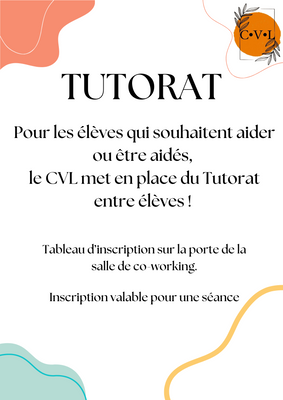 C•V•L
TUTORAT
Pour les élèves qui souhaitent aider
ou être aidés,
le CVL met en place du Tutorat
entre élèves !
Tableau d'inscription sur la porte de la
salle de co-working.
Inscription valable pour une séance